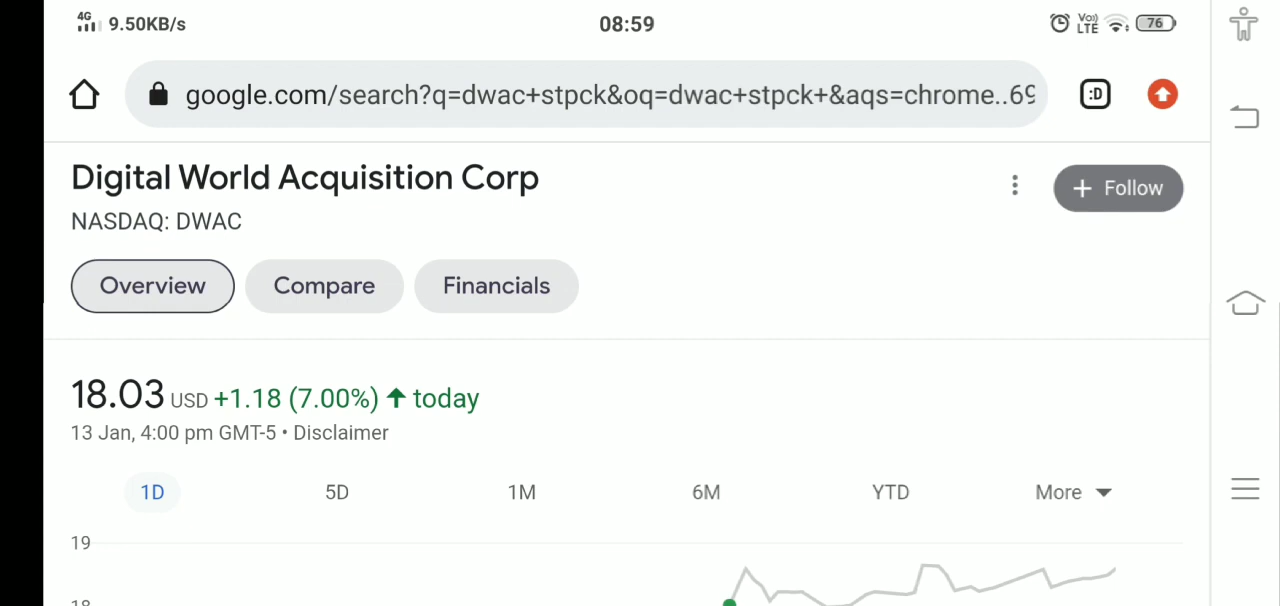 4G 9.50KB/s 08:59 Vo)) LTE 76
google.com/search?q=dwac+stpck&oq=dwac+stpck+&aqs=chrome..69 :D
Digital World Acquisition Corp
+ Follow
NASDAQ: DWAC
Overview Compare Financials
18.03 USD +1.18 (7.00%) ↑ today
13 Jan, 4:00 pm GMT-5 • Disclaimer
1D 5D 1M 6M YTD More
19
18